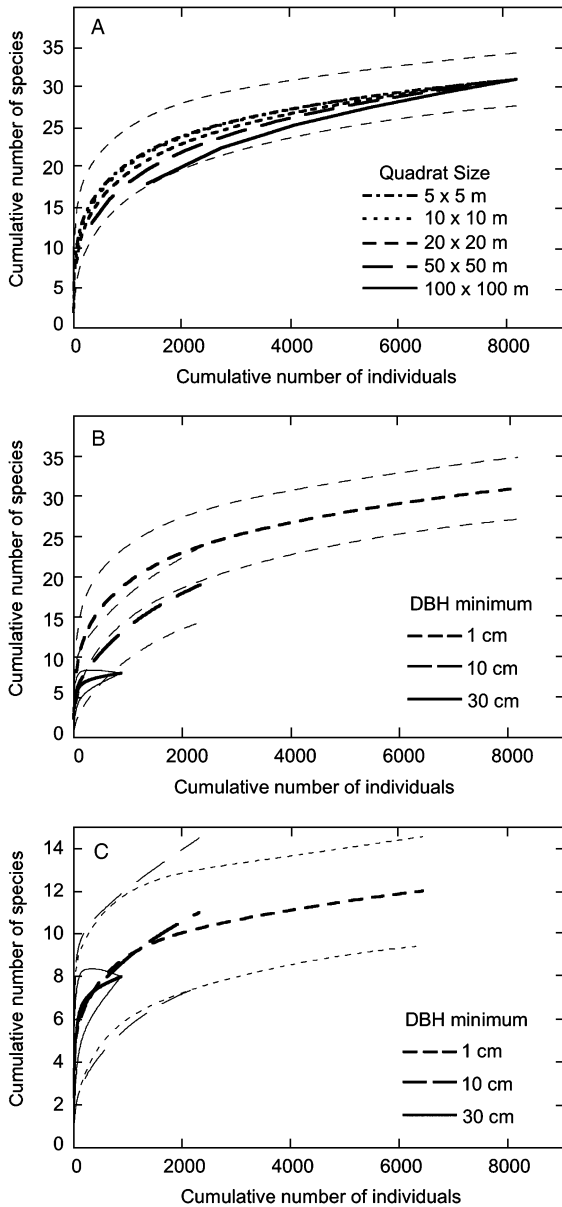 A
35
30
25
20
15
10
5
0
Cumulative number of species
Quadrat Size
5 x 5 m
10 x 10 m
20 x 20 m
50 x 50 m
100 x 100 m
0 2000 4000 6000 8000
Cumulative number of individuals
B
35
30
25
20
15
10
5
0
Cumulative number of species
DBH minimum
1 cm
10 cm
30 cm
0 2000 4000 6000 8000
Cumulative number of individuals
C
14
12
10
8
6
4
2
0
Cumulative number of species
DBH minimum
1 cm
10 cm
30 cm
0 2000 4000 6000 8000
Cumulative number of individuals